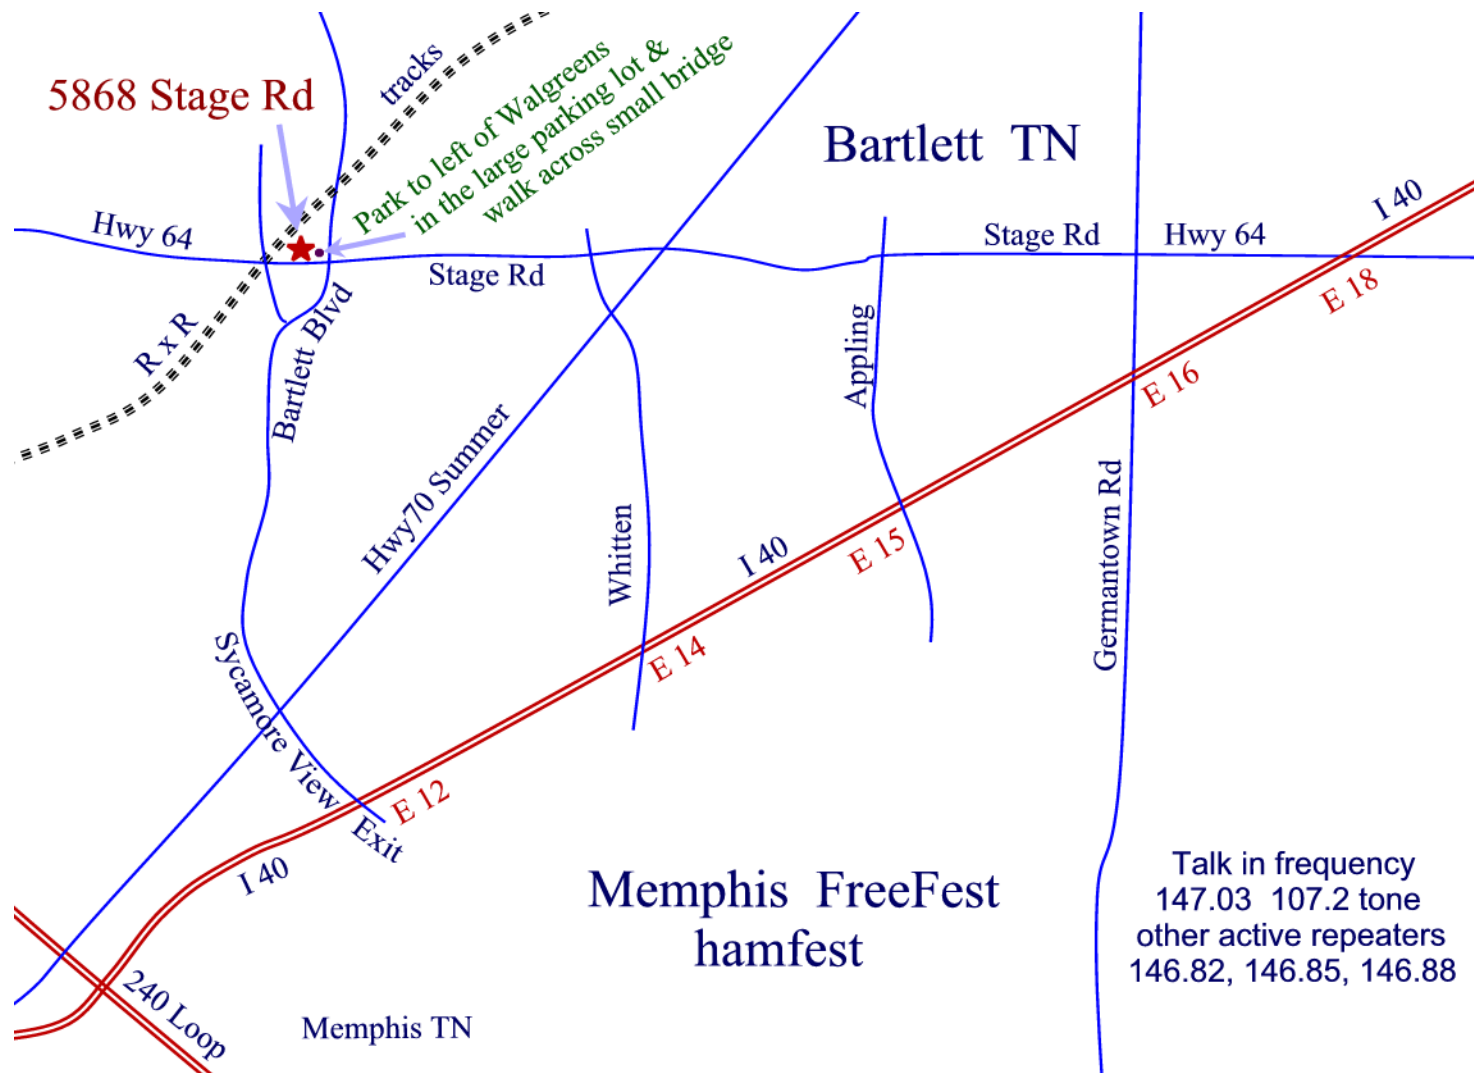 tracks
5868 Stage Rd
Park to left of Walgreens
in the large parking lot &
walk across small bridge
Bartlett TN
I 40
Hwy 64
Stage Rd
Hwy 64
Stage Rd
E 18
R x R
Bartlett Blvd
Appling
E 16
Hwy70 Summer
Whitten
I 40
E 15
Germantown Rd
E 14
Sycamore View
Exit
E 12
I 40
Memphis FreeFest
hamfest
Talk in frequency
147.03 107.2 tone
other active repeaters
146.82, 146.85, 146.88
240 Loop
Memphis TN